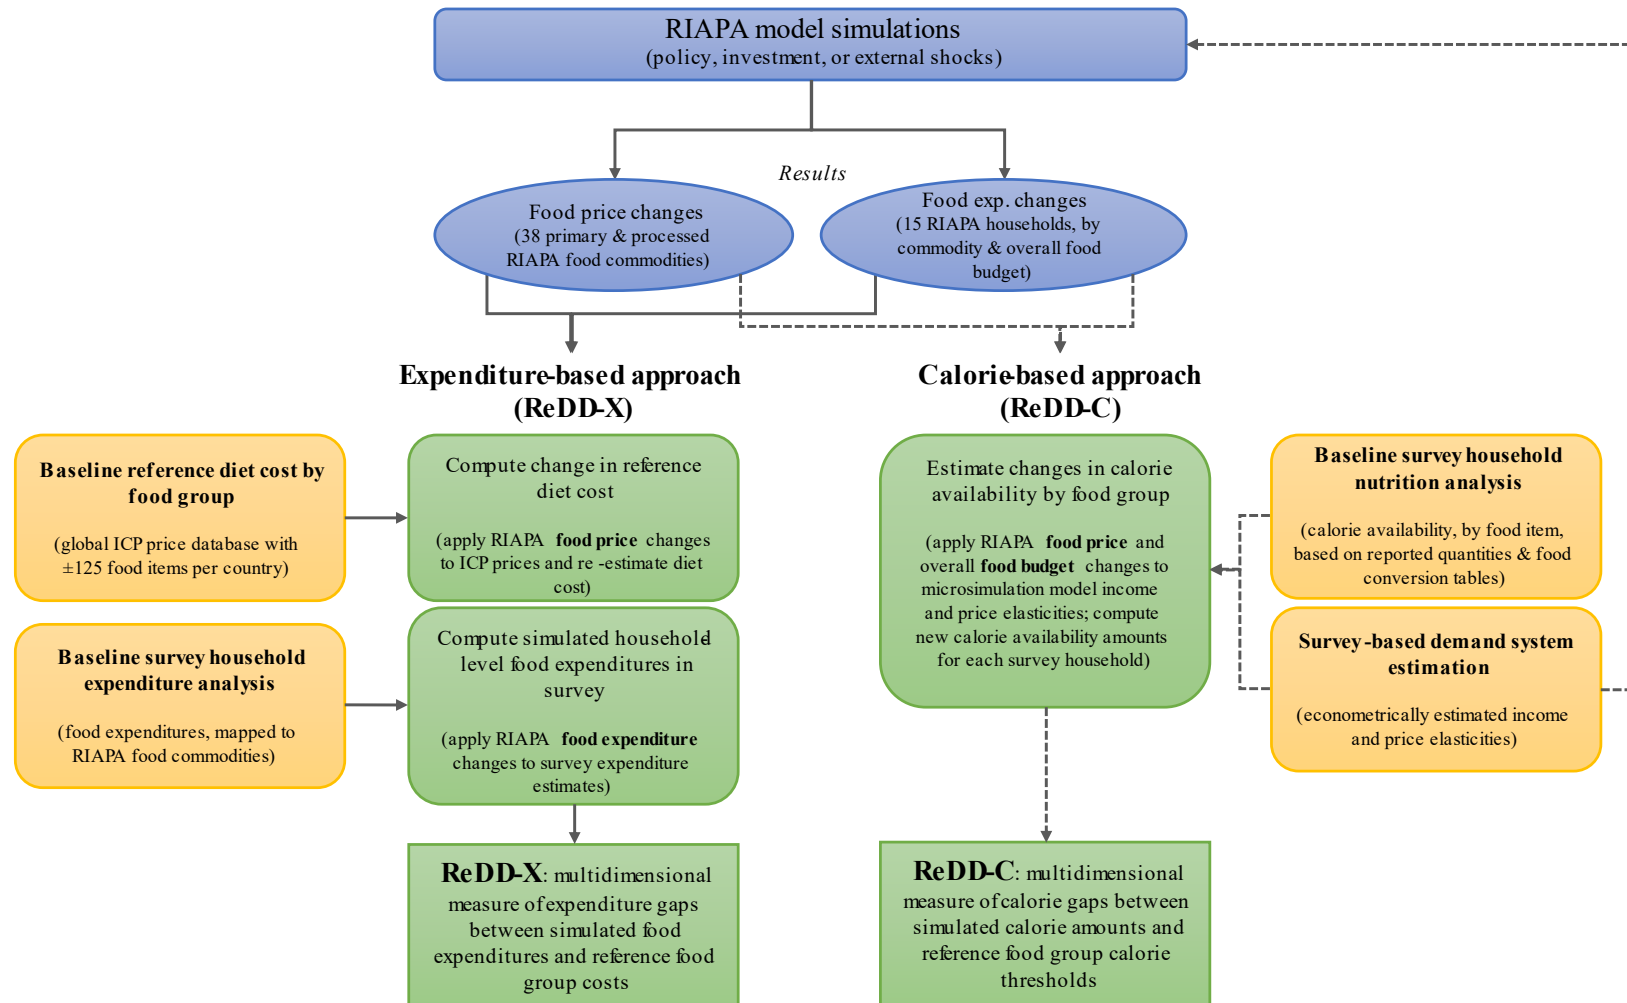 RIAPA model simulations
(policy, investment, or external shocks)
Results
Food price changes
(38 primary & processed
RIAPA food commodities)
Food exp. changes
(15 RIAPA households, by
commodity & overall food
budget)
Expenditure-based approach
(ReDD-X)
Calorie-based approach
(ReDD-C)
Baseline reference diet cost by
food group
(global ICP price database with
±125 food items per country)
Compute change in reference
diet cost
(apply RIAPA food price changes
to ICP prices and re-estimate diet
cost)
Baseline survey household
expenditure analysis
(food expenditures, mapped to
RIAPA food commodities)
Compute simulated household-
level food expenditures in
survey
(apply RIAPA food expenditure
changes to survey expenditure
estimates)
Estimate changes in calorie
availability by food group
(apply RIAPA food price and
overall food budget changes to
microsimulation model income
and price elasticities; compute
new calorie availability amounts
for each survey household)
Baseline survey household
nutrition analysis
(calorie availability, by food item,
based on reported quantities & food
conversion tables)
Survey-based demand system
estimation
(econometrically estimated income
and price elasticities)
ReDD-X: multidimensional
measure of expenditure gaps
between simulated food
expenditures and reference food
group costs
ReDD-C: multidimensional
measure of calorie gaps between
simulated calorie amounts and
reference food group calorie
thresholds